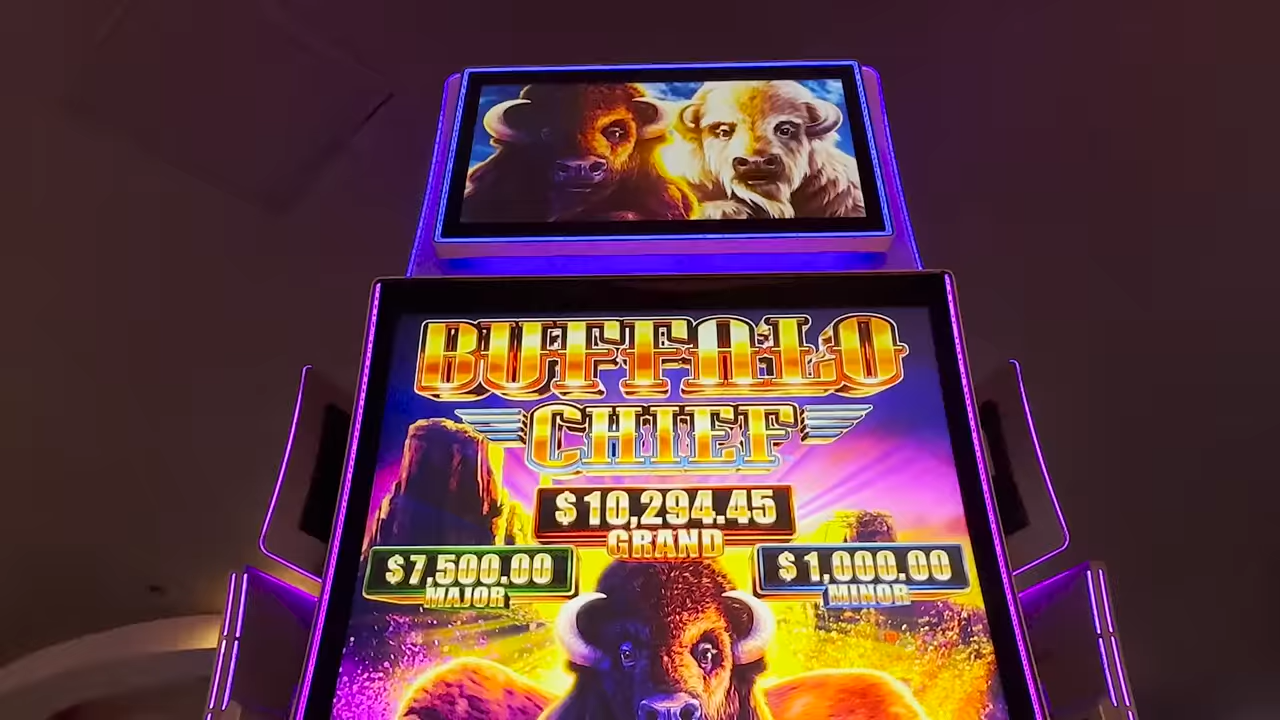 BUFFALO
CHIEF
$10,294.45
GRAND
$7,500.00
MAJOR
$1,000.00
MINOR